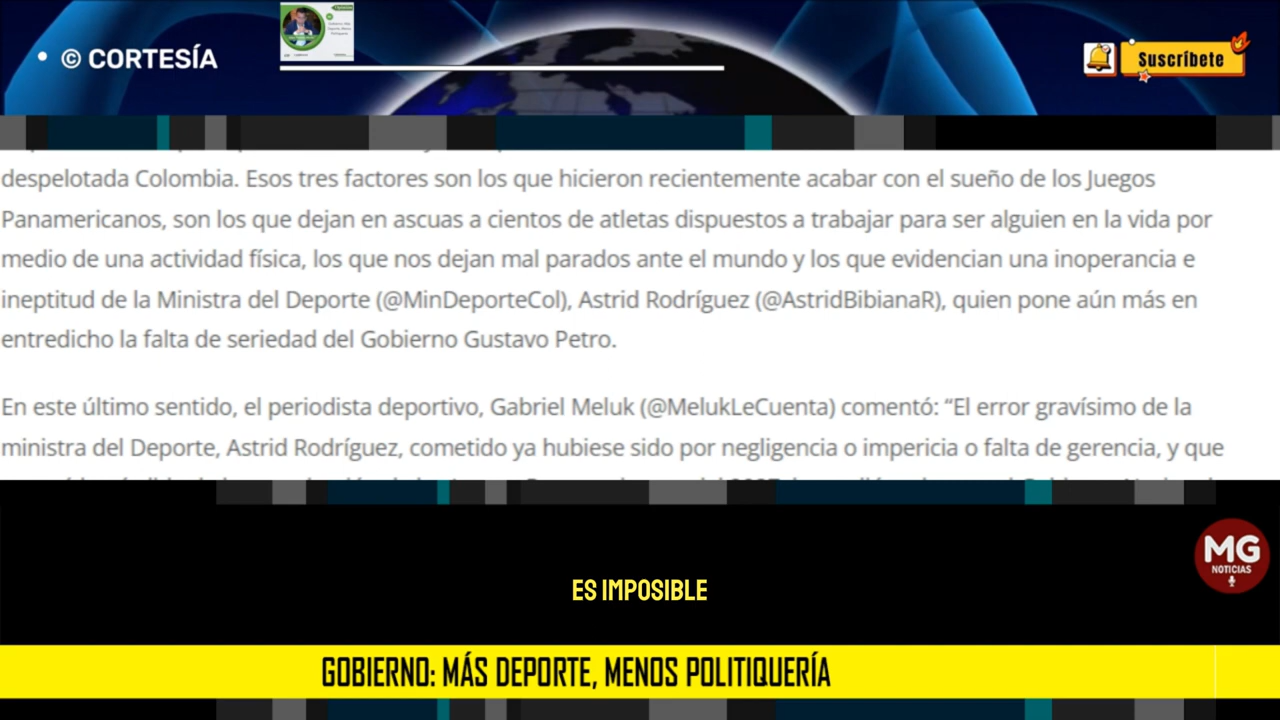 • © CORTESÍA
Suscríbete
despelotada Colombia. Esos tres factores son los que hicieron recientemente acabar con el sueño de los Juegos
Panamericanos, son los que dejan en ascuas a cientos de atletas dispuestos a trabajar para ser alguien en la vida por
medio de una actividad física, los que nos dejan mal parados ante el mundo y los que evidencian una inoperancia e
ineptitud de la Ministra del Deporte (@MinDeporteCol), Astrid Rodríguez (@AstridBibianaR), quien pone aún más en
entredicho la falta de seriedad del Gobierno Gustavo Petro.
En este último sentido, el periodista deportivo, Gabriel Meluk (@MelukLeCuenta) comentó: “El error gravísimo de la
ministra del Deporte, Astrid Rodríguez, cometido ya hubiese sido por negligencia o impericia o falta de gerencia, y que
MG
NOTICIAS
ES IMPOSIBLE
GOBIERNO: MÁS DEPORTE, MENOS POLITIQUERÍA